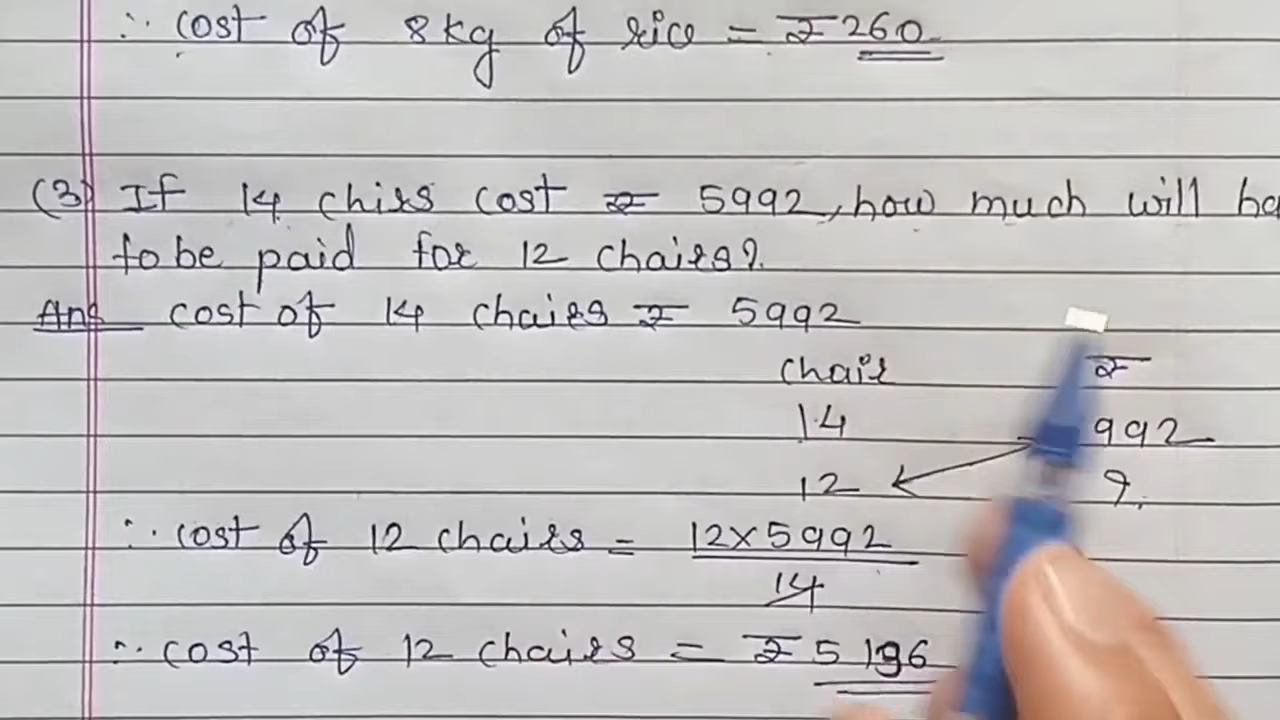 ∴ cost of 8kg of rice = ₹ 260
(3) If 14 chirs cost ₹ 5992, how much will ha
to be paid for 12 chairs?
Ans cost of 14 chairs ₹ 5992
chair ₹
14 992
12 ?
∴ cost of 12 chairs = 12×5992
14
∴ cost of 12 chairs = ₹ 5196